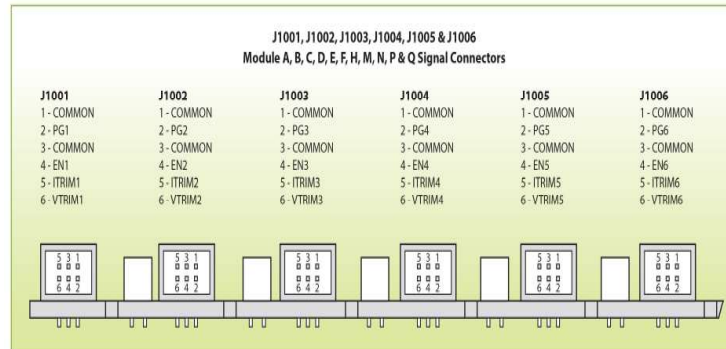 J1001, J1002, J1003, J1004, J1005 & J1006
Module A, B, C, D, E, F, H, M, N, P & Q Signal Connectors
J1001
1 - COMMON
2 - PG1
3 - COMMON
4 - EN1
5 - ITRIM1
6 - VTRIM1
J1002
1 - COMMON
2 - PG2
3 - COMMON
4 - EN2
5 - ITRIM2
6 - VTRIM2
J1003
1 - COMMON
2 - PG3
3 - COMMON
4 - EN3
5 - ITRIM3
6 - VTRIM3
J1004
1 - COMMON
2 - PG4
3 - COMMON
4 - EN4
5 - ITRIM4
6 - VTRIM4
J1005
1 - COMMON
2 - PG5
3 - COMMON
4 - EN5
5 - ITRIM5
6 - VTRIM5
J1006
1 - COMMON
2 - PG6
3 - COMMON
4 - EN6
5 - ITRIM6
6 - VTRIM6
5 3 1
6 4 2
5 3 1
6 4 2
5 3 1
6 4 2
5 3 1
6 4 2
5 3 1
6 4 2
5 3 1
6 4 2